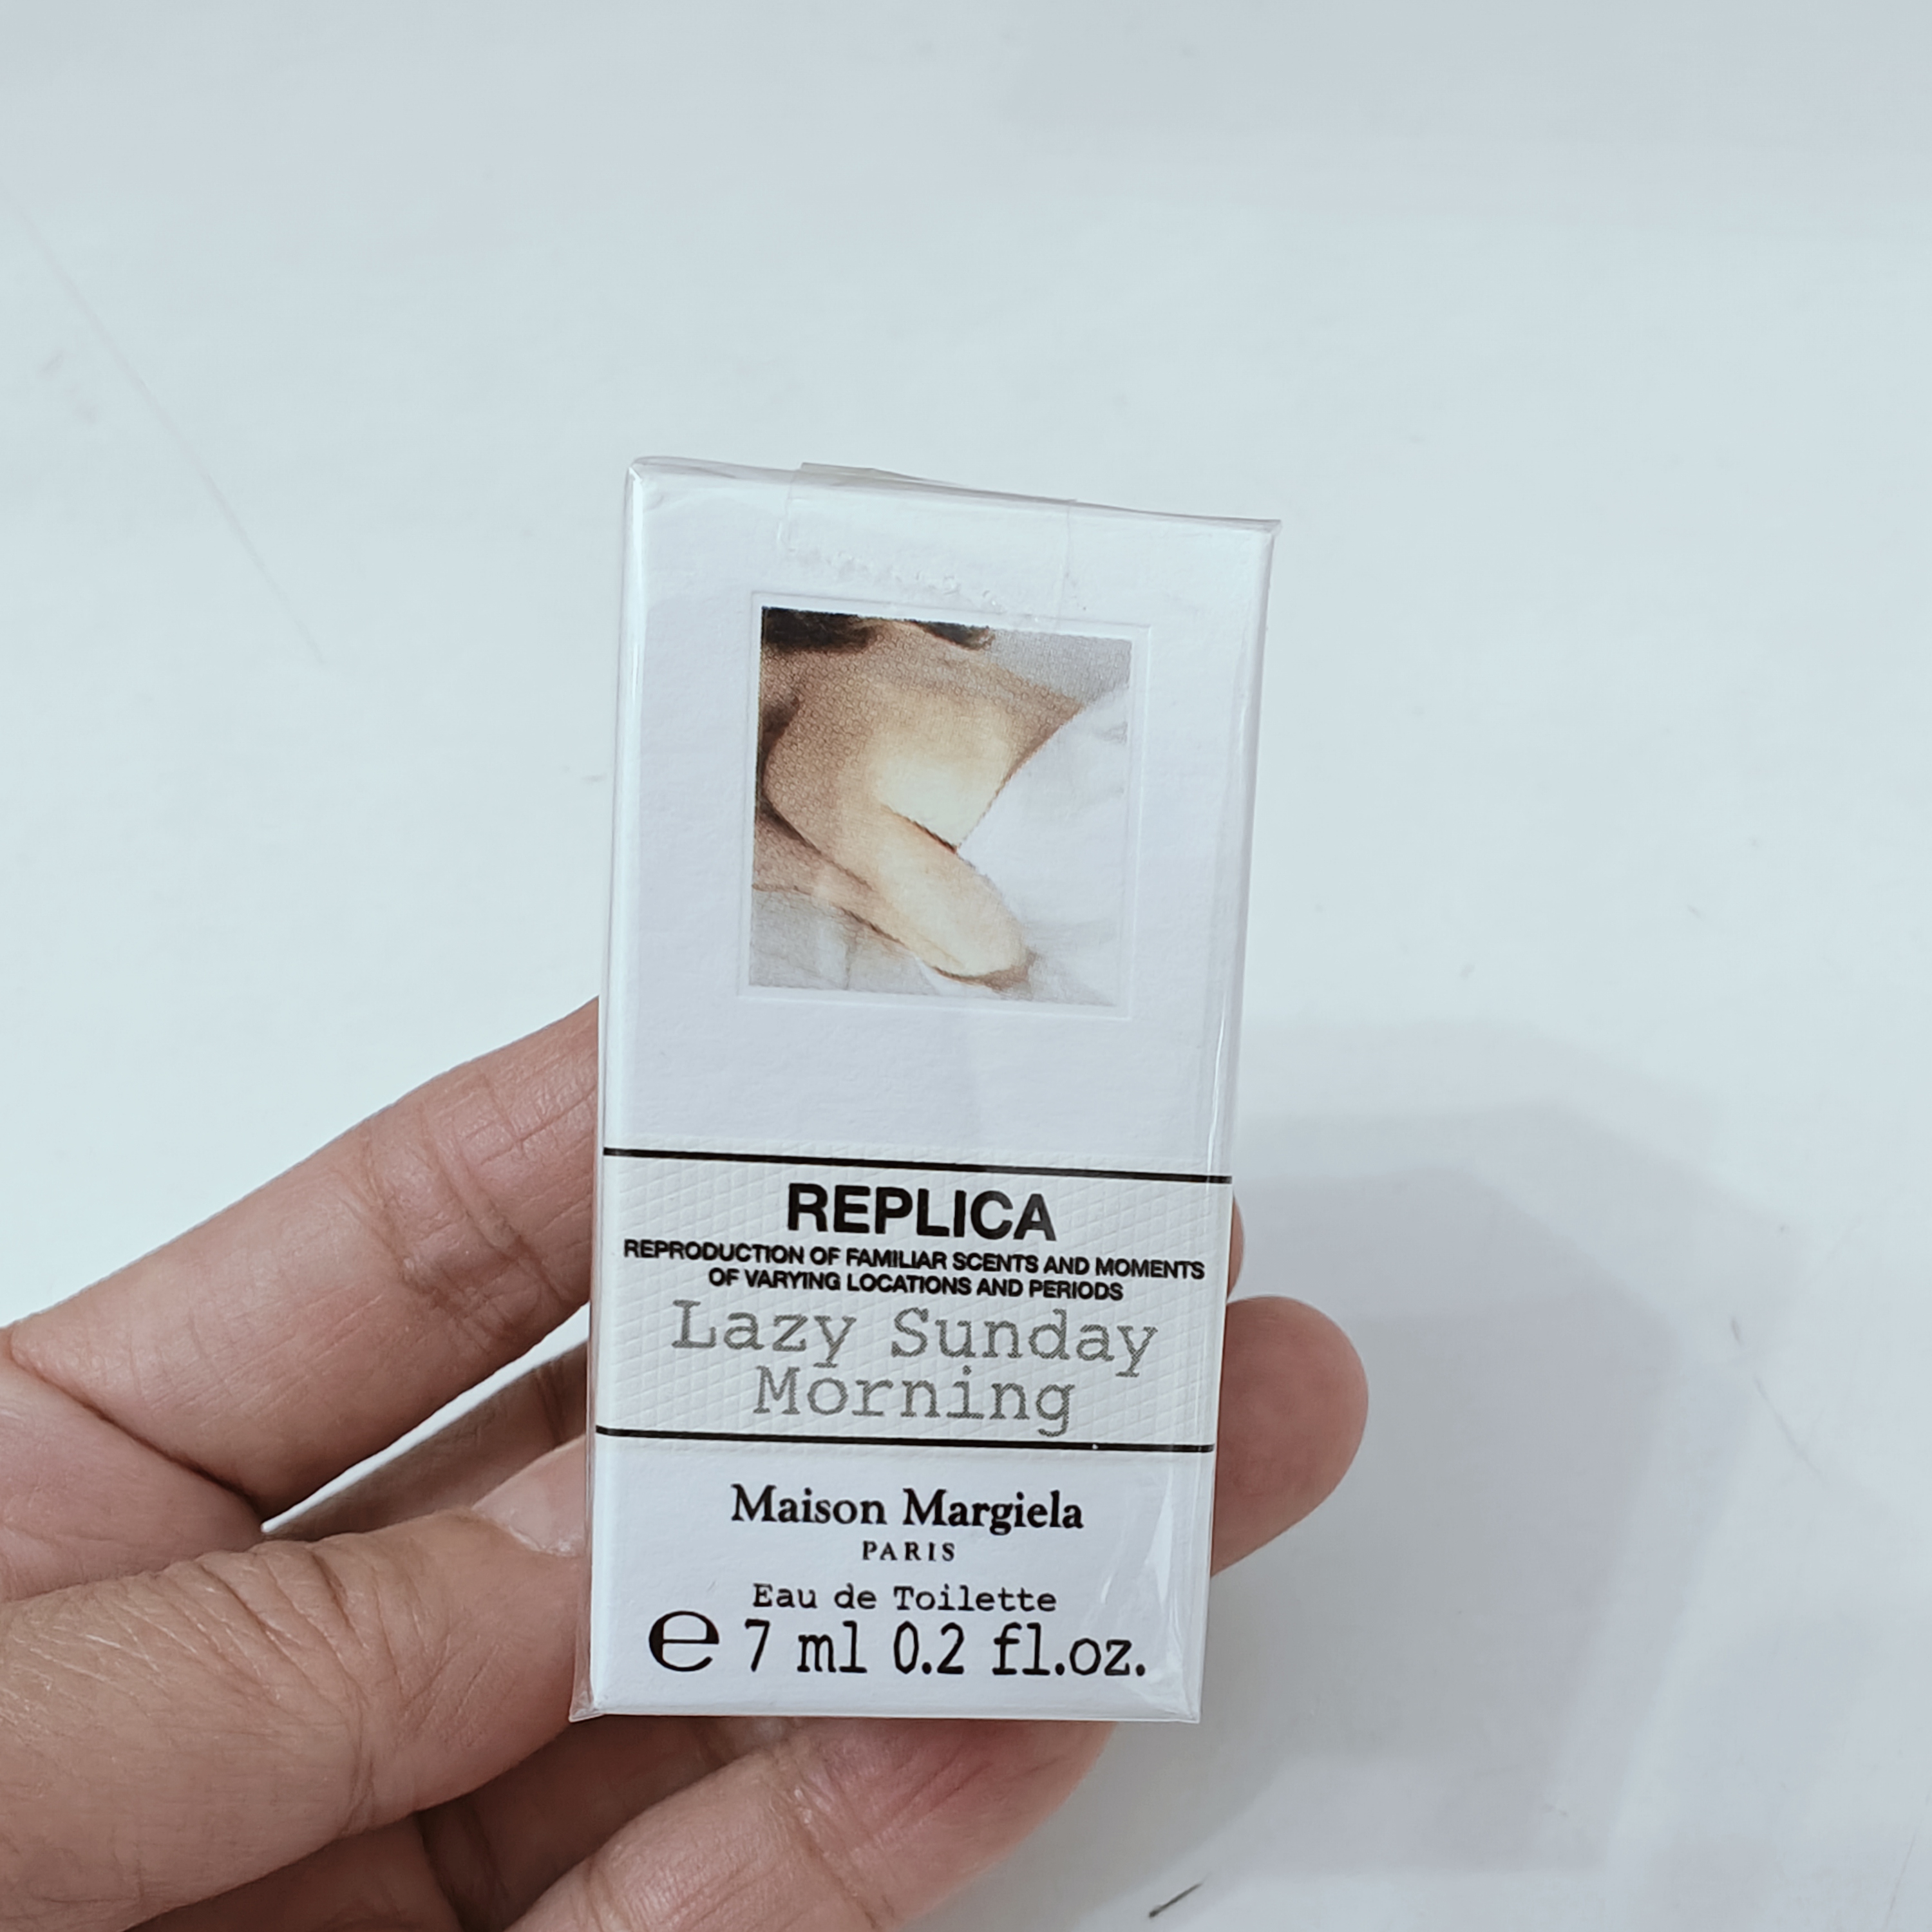 REPLICA
REPRODUCTION OF FAMILIAR SCENTS AND MOMENTS
OF VARYING LOCATIONS AND PERIODS
Lazy Sunday
Morning
Maison Margiela
PARIS
Eau de Toilette
℮ 7 ml 0.2 fl.oz.